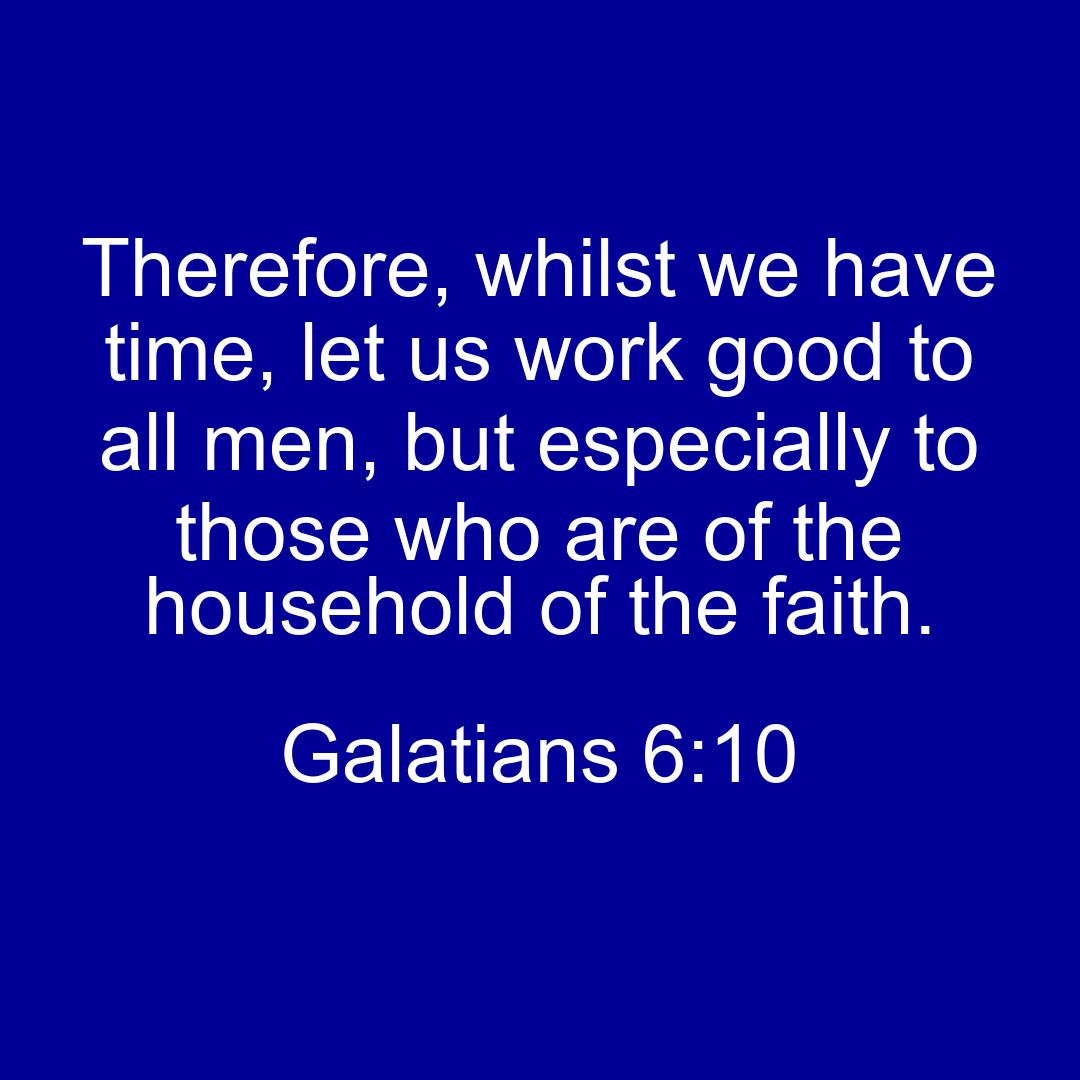 Therefore, whilst we have
time, let us work good to
all men, but especially to
those who are of the
household of the faith.
Galatians 6:10